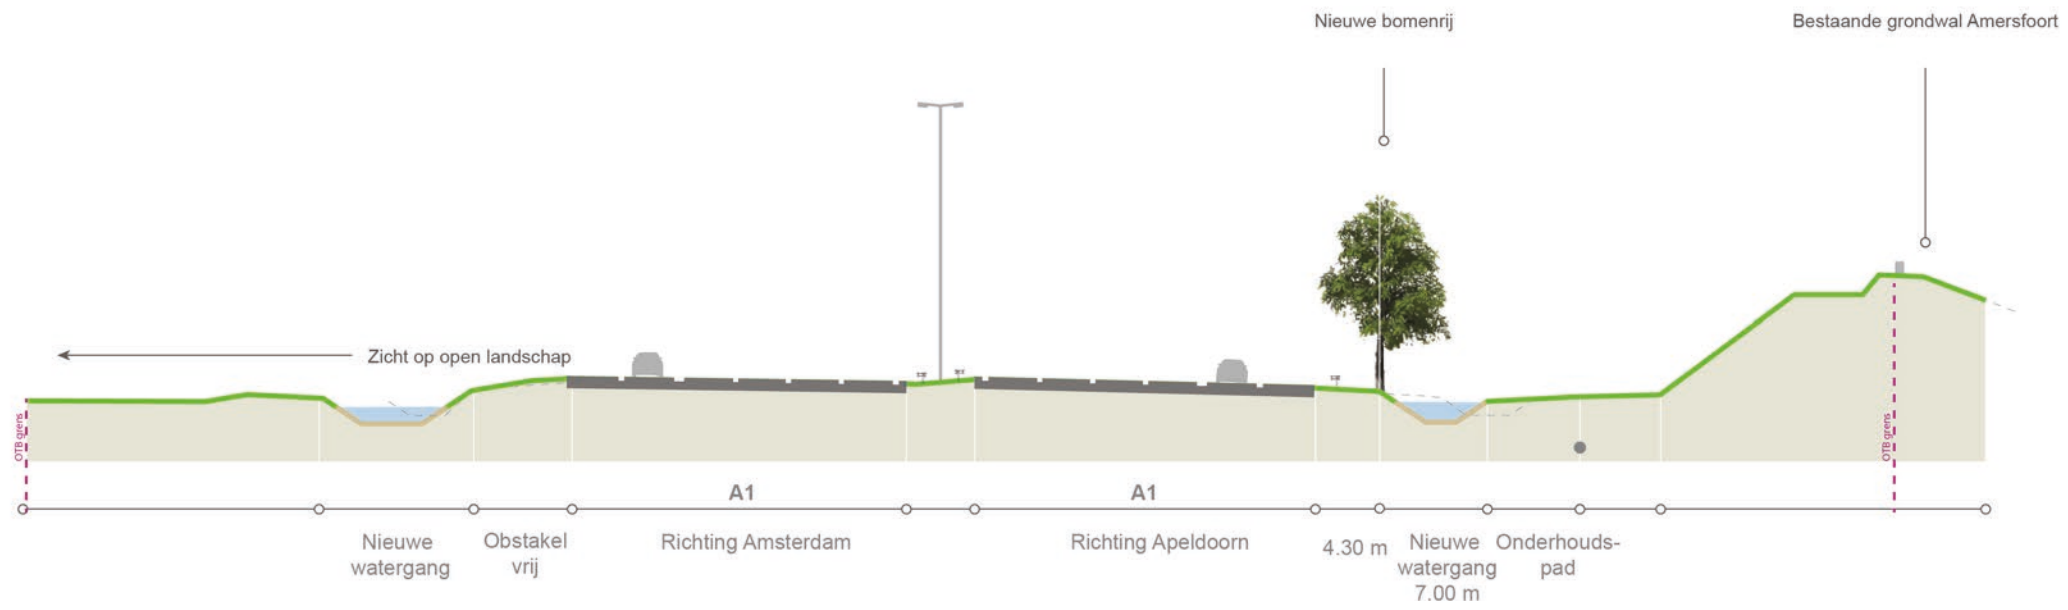 Nieuwe bomenrij
Bestaande grondwal Amersfoort
Zicht op open landschap
OTB grens
OTB grens
A1
A1
Nieuwe
watergang
Obstakel
vrij
Richting Amsterdam
Richting Apeldoorn
4.30 m
Nieuwe
watergang
7.00 m
Onderhouds-
pad